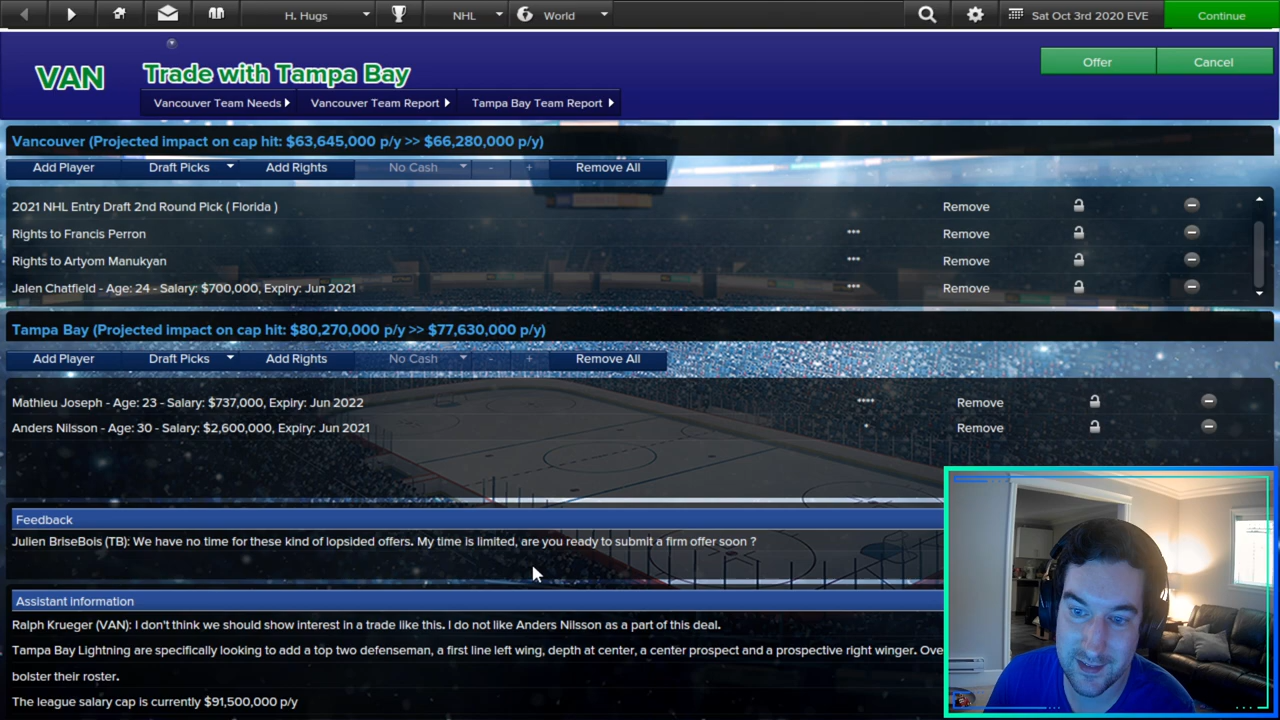 H. Hugs
NHL
World
Sat Oct 3rd 2020 EVE
Continue
VAN
Trade with Tampa Bay
Offer
Cancel
Vancouver Team Needs
Vancouver Team Report
Tampa Bay Team Report
Vancouver (Projected impact on cap hit: $63,645,000 p/y >> $66,280,000 p/y)
Add Player
Draft Picks
Add Rights
No Cash
-
+
Remove All
2021 NHL Entry Draft 2nd Round Pick ( Florida )
Remove
Rights to Francis Perron
***
Remove
Rights to Artyom Manukyan
***
Remove
Jalen Chatfield - Age: 24 - Salary: $700,000, Expiry: Jun 2021
***
Remove
Tampa Bay (Projected impact on cap hit: $80,270,000 p/y >> $77,630,000 p/y)
Add Player
Draft Picks
Add Rights
No Cash
-
+
Remove All
Mathieu Joseph - Age: 23 - Salary: $737,000, Expiry: Jun 2022
****
Remove
Anders Nilsson - Age: 30 - Salary: $2,600,000, Expiry: Jun 2021
*
Remove
Feedback
Julien BriseBois (TB): We have no time for these kind of lopsided offers. My time is limited, are you ready to submit a firm offer soon ?
Assistant information
Ralph Krueger (VAN): I don't think we should show interest in a trade like this. I do not like Anders Nilsson as a part of this deal.
Tampa Bay Lightning are specifically looking to add a top two defenseman, a first line left wing, depth at center, a center prospect and a prospective right winger. Ove
bolster their roster.
The league salary cap is currently $91,500,000 p/y